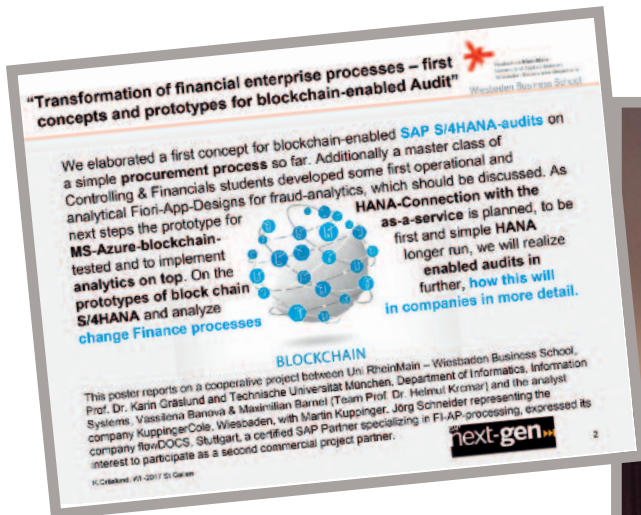 "Transformation of financial enterprise processes – first
concepts and prototypes for blockchain-enabled Audit"
Wiesbaden Business School
We elaborated a first concept for blockchain-enabled SAP S/4HANA-audits on
a simple procurement process so far. Additionally a master class of
Controlling & Financials students developed some first operational and
analytical Fiori-App-Designs for fraud-analytics, which should be discussed. As
next steps the prototype for HANA-Connection with the
MS-Azure-blockchain- as-a-service is planned, to be
tested and to implement first and simple HANA
analytics on top. On the longer run, we will realize
prototypes of block chain enabled audits in
S/4HANA and analyze further, how this will
change Finance processes in companies in more detail.
BLOCKCHAIN
This poster reports on a cooperative project between Uni RheinMain – Wiesbaden Business School,
Prof. Dr. Karin Gräslund and Technische Universität München, Department of Informatics, Information
Systems, Vassilena Banova & Maximilian Barnel (Team Prof. Dr. Helmut Krcmar) and the analyst
company KuppingerCole, Wiesbaden, with Martin Kuppinger. Jörg Schneider representing the
company flowDOCS, Stuttgart, a certified SAP Partner specializing in FI-AP-processing, expressed its
interest to participate as a second commercial project partner.
next-gen
2
K.Gräslund, WI-2017 St.Gallen